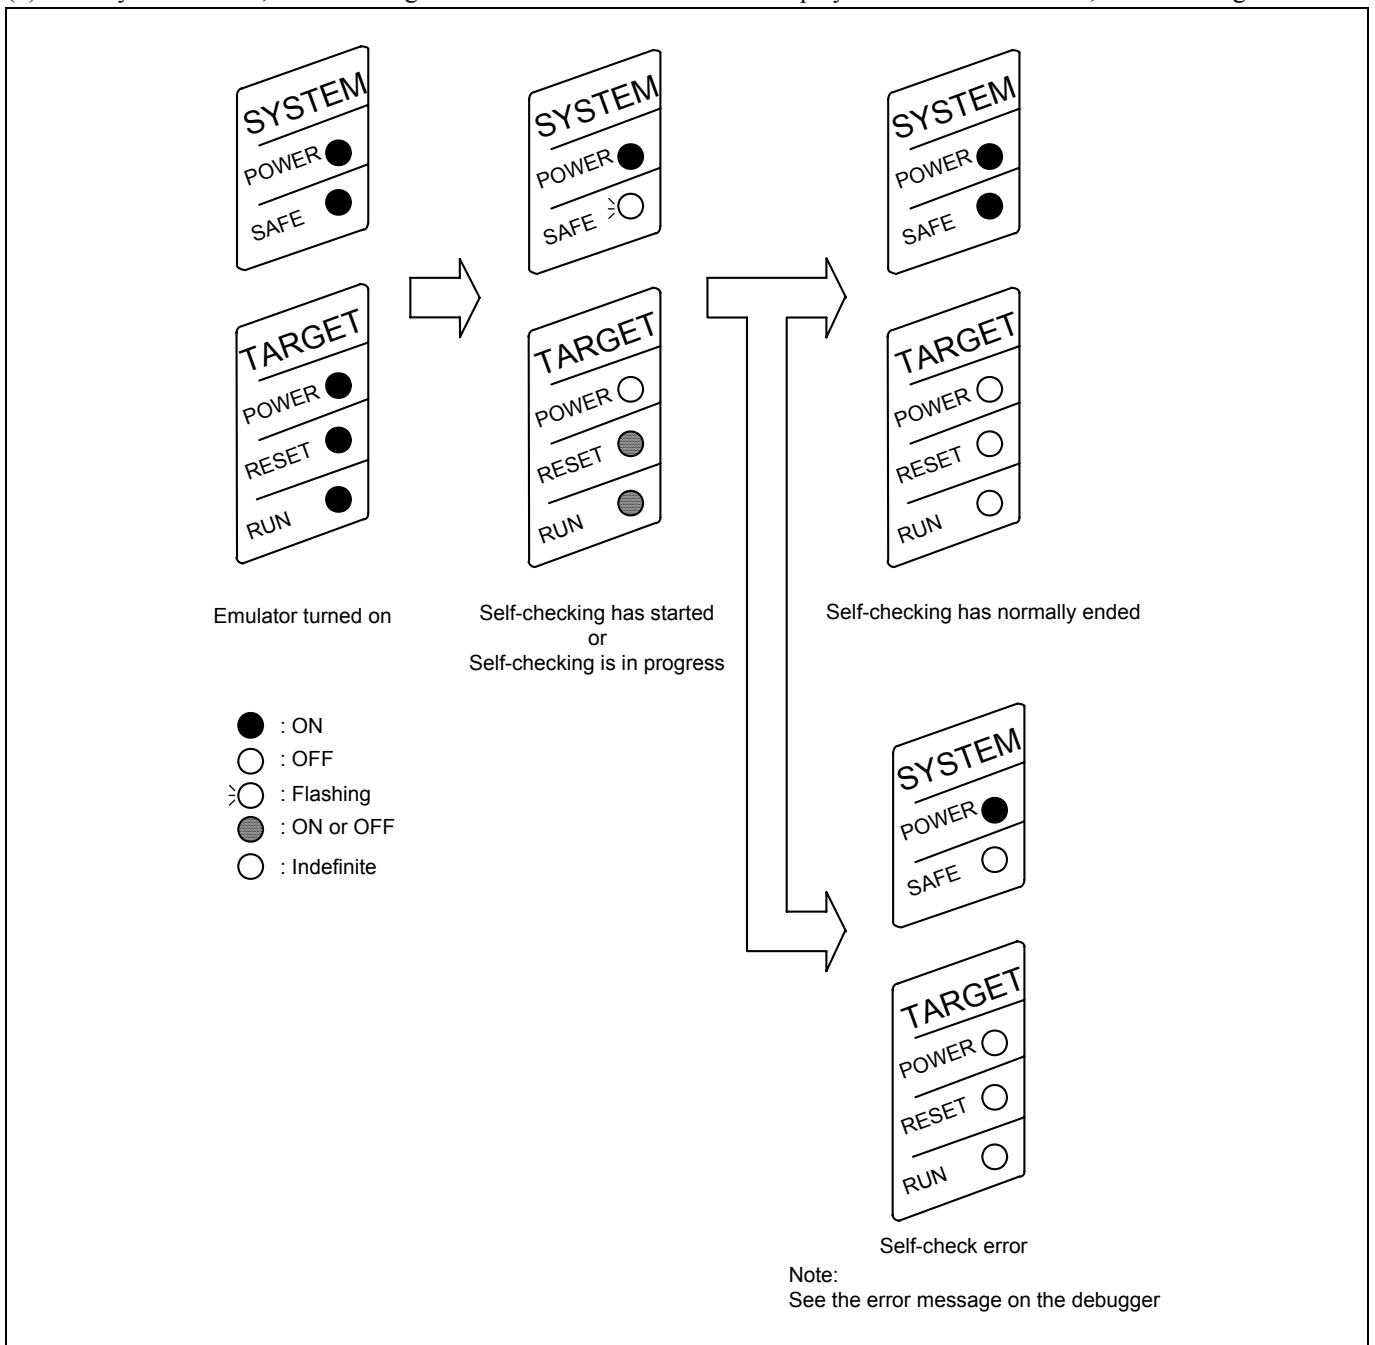 SYSTEM
POWER
SAFE
TARGET
POWER
RESET
RUN
Emulator turned on
SYSTEM
POWER
SAFE
TARGET
POWER
RESET
RUN
Self-checking has started
or
Self-checking is in progress
SYSTEM
POWER
SAFE
TARGET
POWER
RESET
RUN
Self-checking has normally ended
: ON
: OFF
: Flashing
: ON or OFF
: Indefinite
SYSTEM
POWER
SAFE
TARGET
POWER
RESET
RUN
Self-check error
Note:
See the error message on the debugger